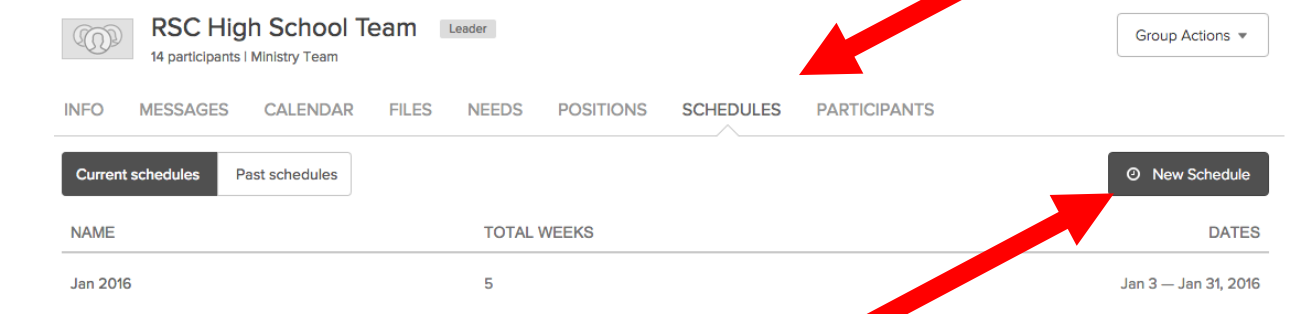 RSC High School Team Leader
14 participants | Ministry Team
Group Actions
INFO MESSAGES CALENDAR FILES NEEDS POSITIONS SCHEDULES PARTICIPANTS
Current schedules Past schedules New Schedule
NAME TOTAL WEEKS DATES
Jan 2016 5 Jan 3 — Jan 31, 2016